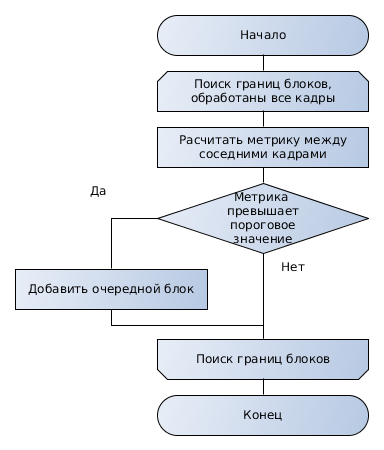 Начало
Поиск границ блоков,
обработаны все кадры
Расчитать метрику между
соседними кадрами
Метрика
превышает
пороговое
значение
Да
Нет
Добавить очередной блок
Поиск границ блоков
Конец